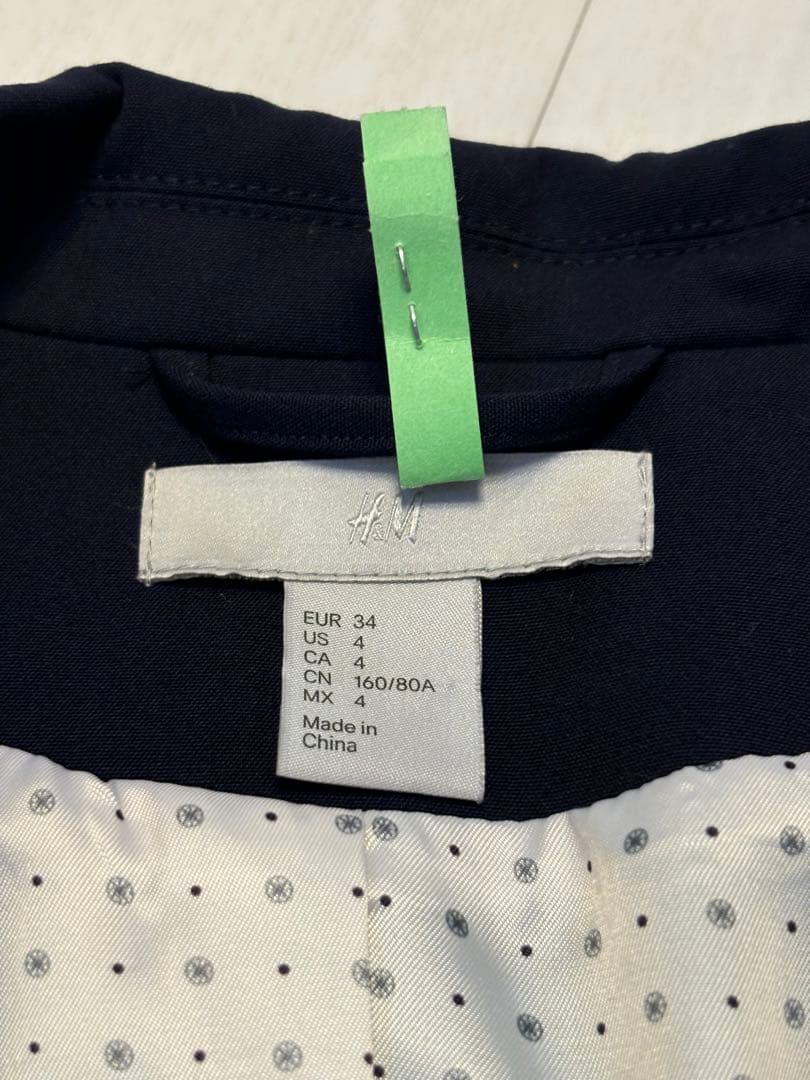 H&M
EUR 34
US 4
CA 4
CN 160/80A
MX 4
Made in
China